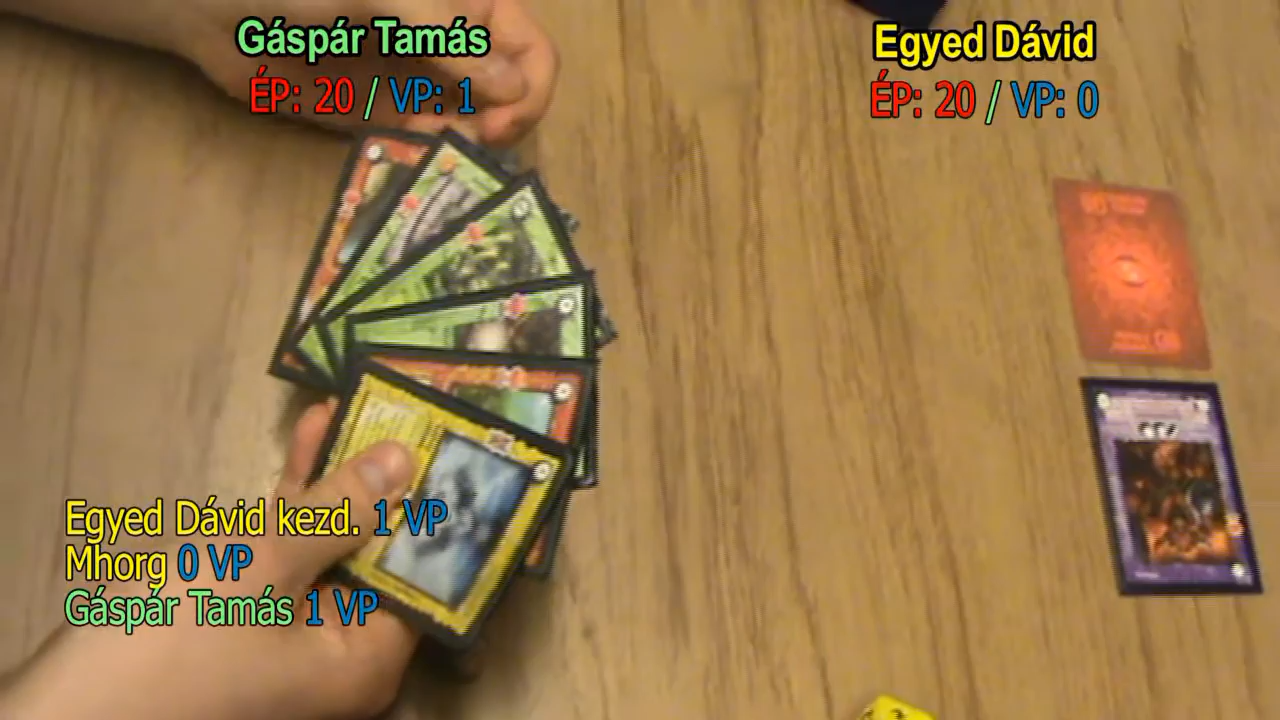 Gáspár Tamás
ÉP: 20 / VP: 1
Egyed Dávid
ÉP: 20 / VP: 0
Egyed Dávid kezd. 1 VP
Mhorg 0 VP
Gáspár Tamás 1 VP